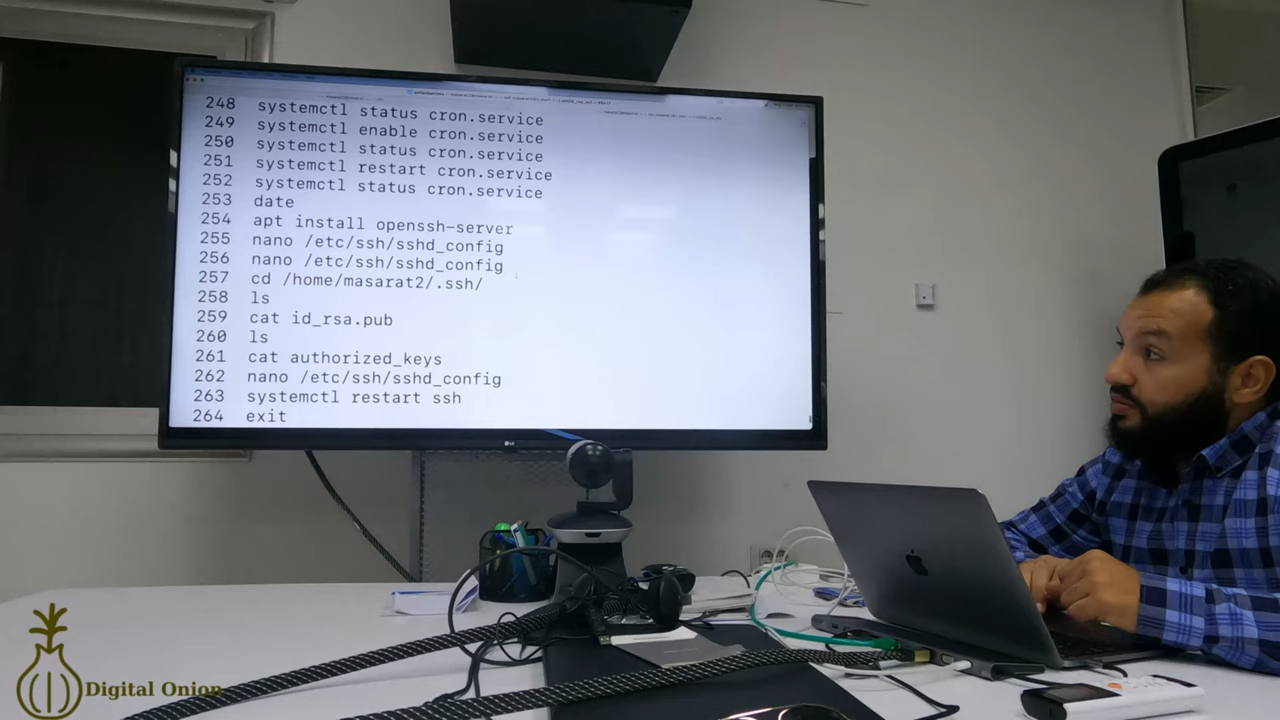 248 systemctl status cron.service
249 systemctl enable cron.service
250 systemctl status cron.service
251 systemctl restart cron.service
252 systemctl status cron.service
253 date
254 apt install openssh-server
255 nano /etc/ssh/sshd_config
256 nano /etc/ssh/sshd_config
257 cd /home/masarat2/.ssh/
258 ls
259 cat id_rsa.pub
260 ls
261 cat authorized_keys
262 nano /etc/ssh/sshd_config
263 systemctl restart ssh
264 exit
LG
Digital Onion